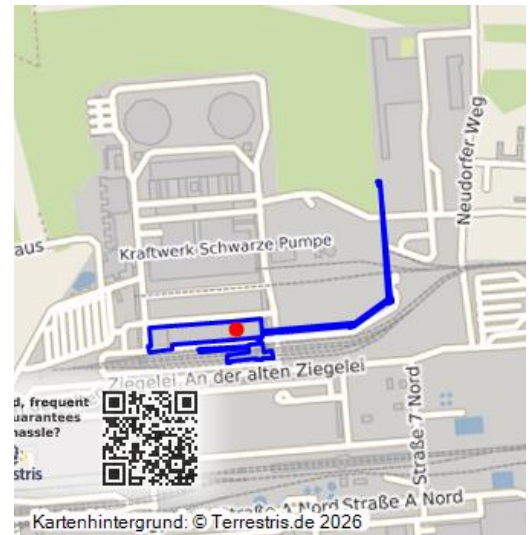 Neudorfer Weg
aus
Kraftwerk Schwarze Pumpe
Ziegelei An der alten Ziegelei
d, frequent
uarantees
hassle?
stris
Straße 7 Nord
Straße A Nord Straße A Nord
Kartenhintergrund: © Terrestris.de 2026